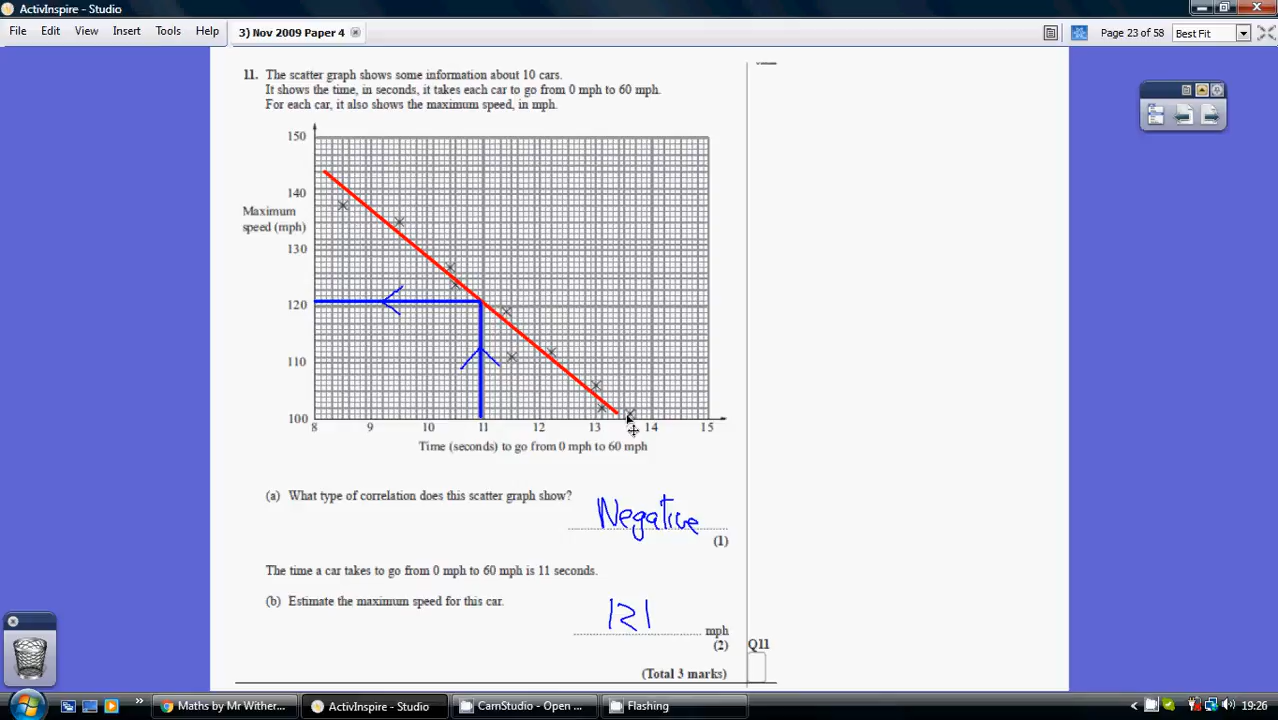 ActivInspire - Studio
File Edit View Insert Tools Help
3) Nov 2009 Paper 4
Page 23 of 58
Best Fit
11. The scatter graph shows some information about 10 cars.
It shows the time, in seconds, it takes each car to go from 0 mph to 60 mph.
For each car, it also shows the maximum speed, in mph.
150
140
Maximum
speed (mph)
130
120
110
100
8 9 10 11 12 13 14 15
Time (seconds) to go from 0 mph to 60 mph
(a) What type of correlation does this scatter graph show?
Negative
(1)
The time a car takes to go from 0 mph to 60 mph is 11 seconds.
(b) Estimate the maximum speed for this car.
121
mph
(2)
Q11
(Total 3 marks)
Maths by Mr Wither...
ActivInspire - Studio
CamStudio - Open ...
Flashing
19:26